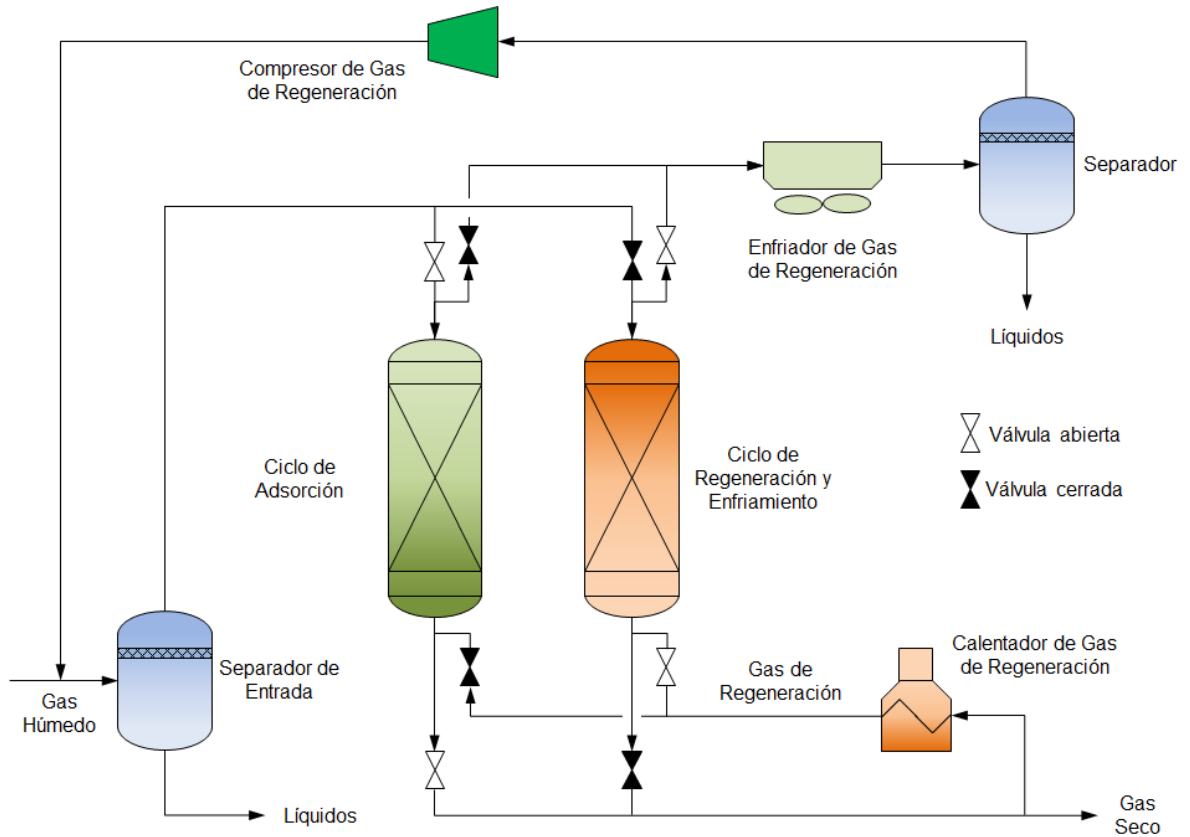 Compresor de Gas
de Regeneración
Separador
Enfriador de Gas
de Regeneración
Líquidos
Válvula abierta
Ciclo de
Adsorción
Ciclo de
Regeneración y
Enfriamiento
Válvula cerrada
Separador de
Entrada
Gas de
Regeneración
Calentador de Gas
de Regeneración
Gas
Húmedo
Líquidos
Gas
Seco